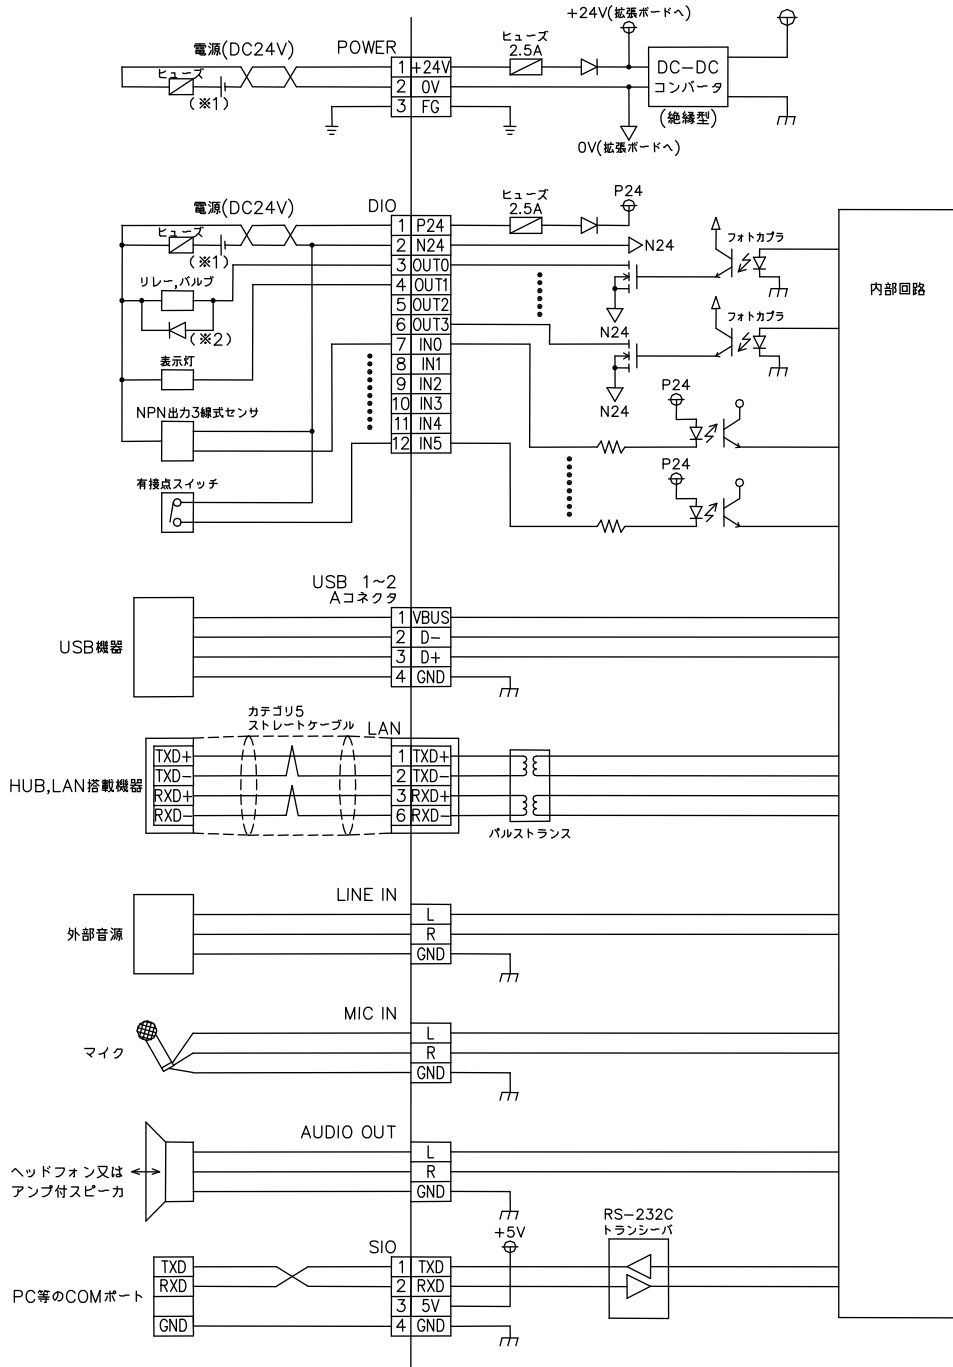 +24V(拡張ボードへ)
電源(DC24V)
POWER
ヒューズ
2.5A
ヒューズ
1 +24V
DC-DC
コンバータ
2 0V
(※1)
3 FG
(絶縁型)
0V(拡張ボードへ)
電源(DC24V)
DIO
ヒューズ
2.5A
P24
ヒューズ
1 P24
フォトカプラ
2 N24
N24
(※1)
3 OUT0
リレー,バルブ
4 OUT1
内部回路
5 OUT2
6 OUT3
N24
フォトカプラ
(※2)
7 IN0
表示灯
8 IN1
9 IN2
P24
10 IN3
N24
NPN出力3線式センサ
11 IN4
12 IN5
P24
有接点スイッチ
USB 1~2
Aコネクタ
1 VBUS
2 D-
USB機器
3 D+
4 GND
カテゴリ5
ストレートケーブル
LAN
TXD+
1 TXD+
TXD-
2 TXD-
HUB,LAN搭載機器
RXD+
3 RXD+
RXD-
6 RXD-
パルストランス
LINE IN
L
外部音源
R
GND
MIC IN
L
マイク
R
GND
AUDIO OUT
L
ヘッドフォン又は
アンプ付スピーカ
R
GND
+5V
RS-232C
トランシーバ
SIO
TXD
1 TXD
RXD
2 RXD
PC等のCOMポート
3 5V
GND
4 GND